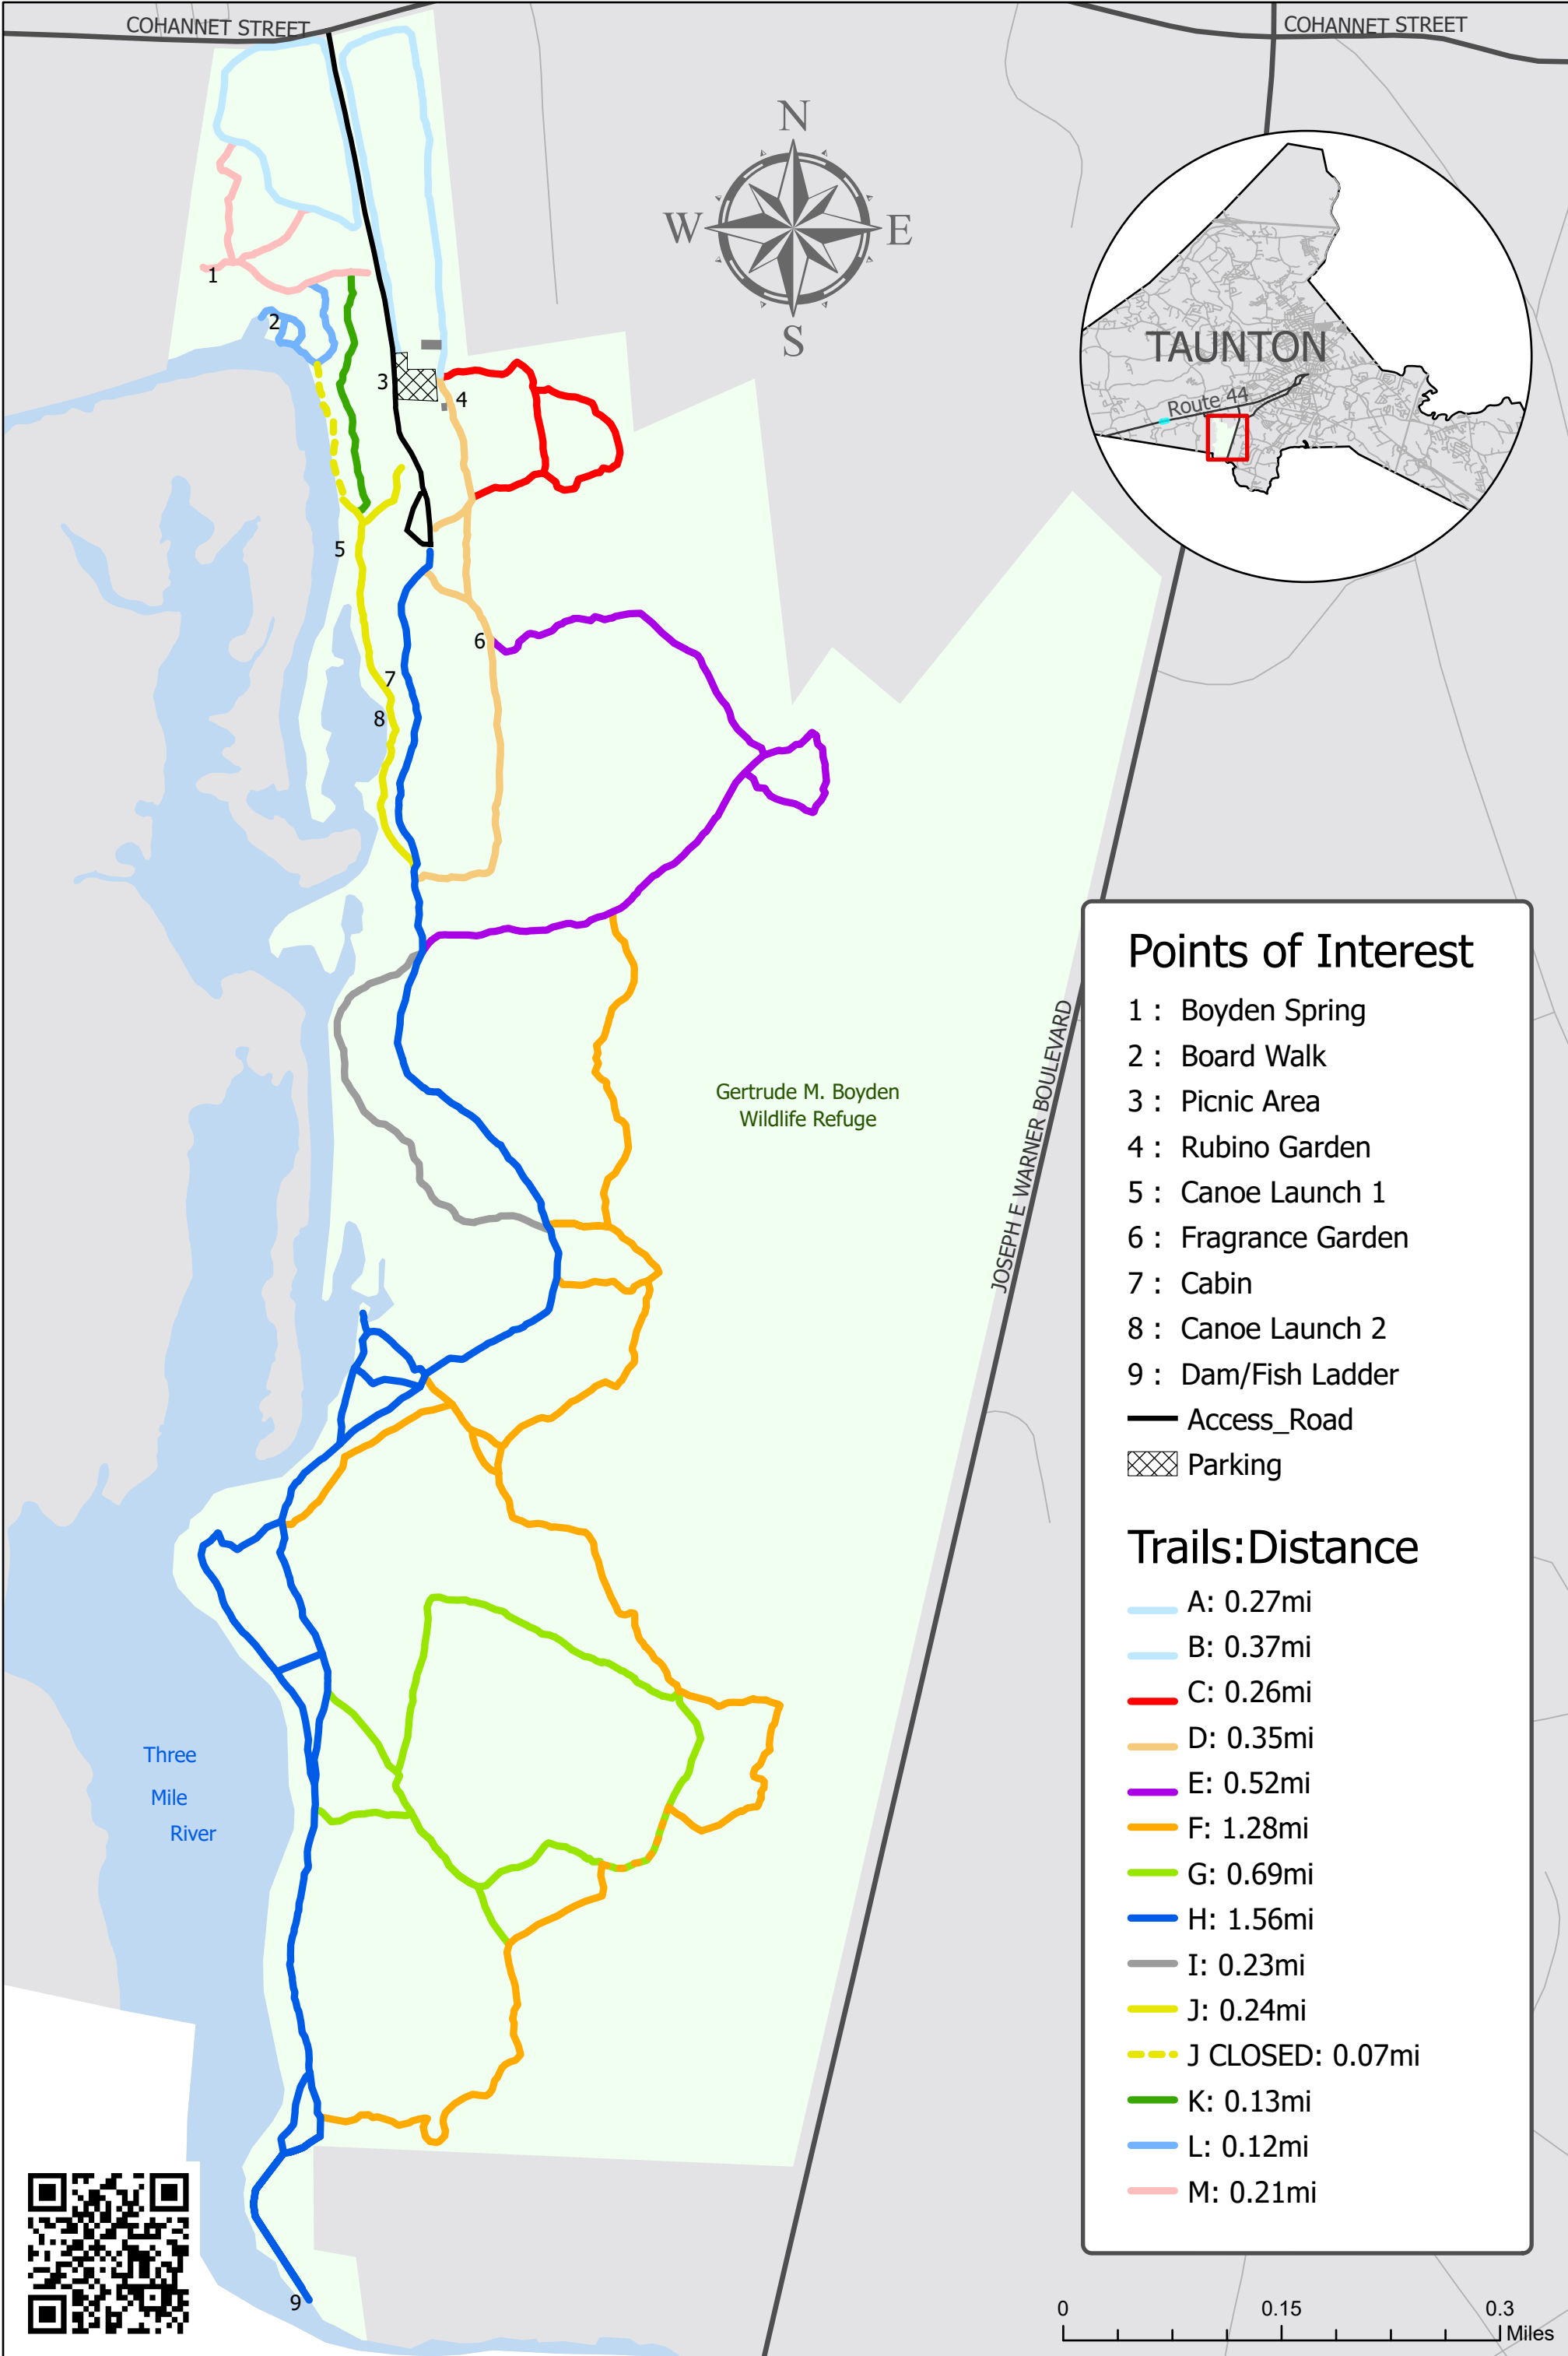 COHANNET STREET
COHANNET STREET
N
W
E
S
TAUNTON
Route 44
1
2
3
4
5
6
7
8
9
Gertrude M. Boyden
Wildlife Refuge
JOSEPH E WARNER BOULEVARD
Three
Mile
River
Points of Interest
1 : Boyden Spring
2 : Board Walk
3 : Picnic Area
4 : Rubino Garden
5 : Canoe Launch 1
6 : Fragrance Garden
7 : Cabin
8 : Canoe Launch 2
9 : Dam/Fish Ladder
Access_Road
Parking
Trails:Distance
A: 0.27mi
B: 0.37mi
C: 0.26mi
D: 0.35mi
E: 0.52mi
F: 1.28mi
G: 0.69mi
H: 1.56mi
I: 0.23mi
J: 0.24mi
J CLOSED: 0.07mi
K: 0.13mi
L: 0.12mi
M: 0.21mi
0 0.15 0.3
Miles